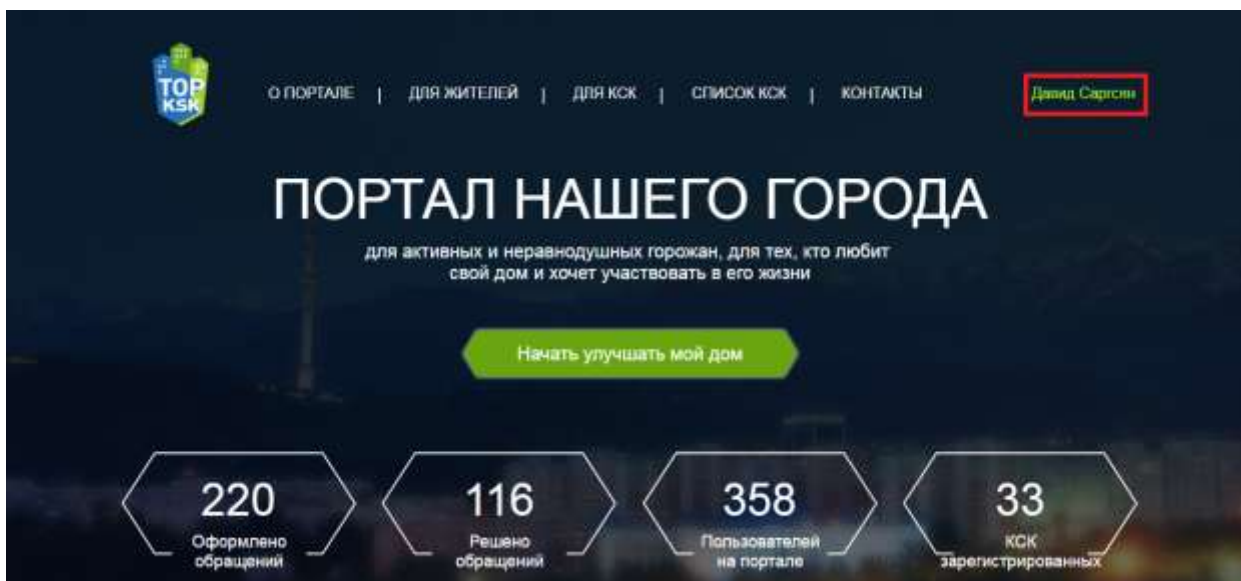 TOP
KSK
О ПОРТАЛЕ | ДЛЯ ЖИТЕЛЕЙ | ДЛЯ КСК | СПИСОК КСК | КОНТАКТЫ
Давид Саргсян
ПОРТАЛ НАШЕГО ГОРОДА
для активных и неравнодушных горожан, для тех, кто любит
свой дом и хочет участвовать в его жизни
Начать улучшать мой дом
220
Оформлено
обращений
116
Решено
обращений
358
Пользователей
на портале
33
КСК
зарегистрированных